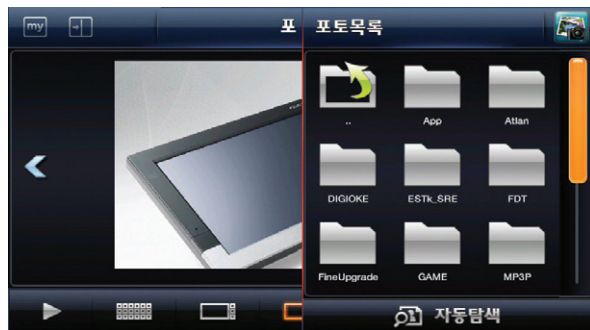 my
포
포토목록
..
App
Atlan
DIGIOKE
ESTk_SRE
FDT
FineUpgrade
GAME
MP3P
자동탐색